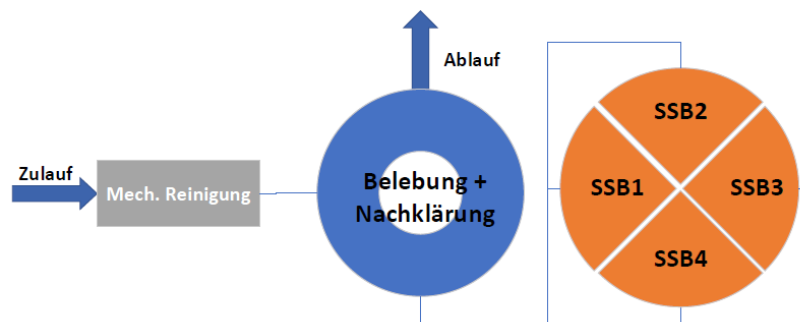 Zulauf
Mech. Reinigung
Ablauf
Belebung +
Nachklärung
SSB1
SSB2
SSB3
SSB4